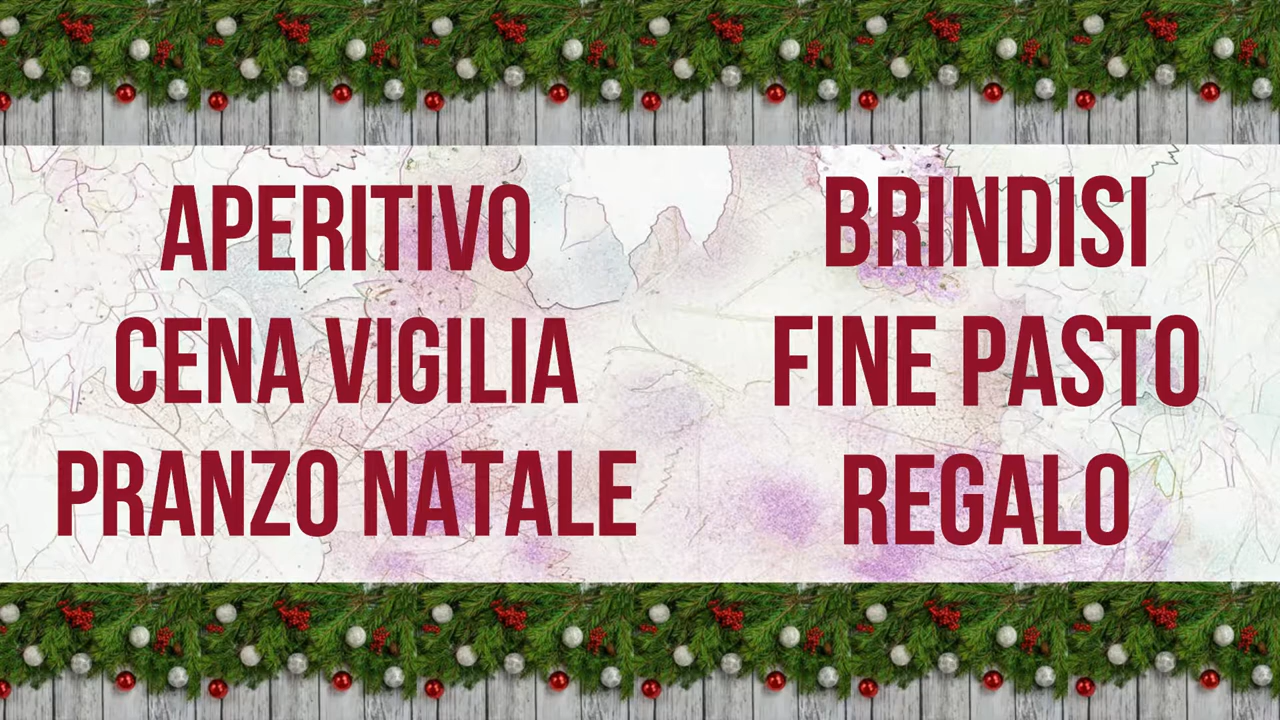 APERITIVO
CENA VIGILIA
PRANZO NATALE
BRINDISI
FINE PASTO
REGALO